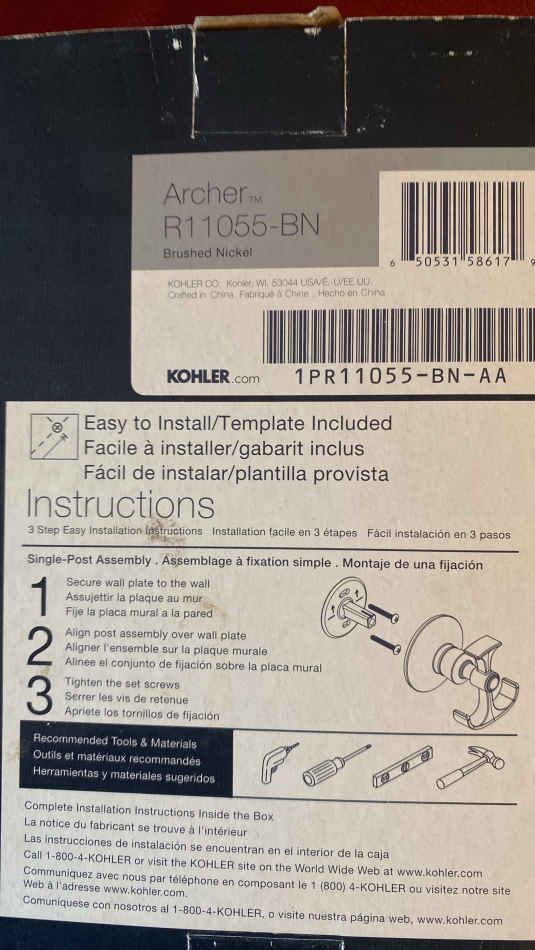 Archer™
R11055-BN
Brushed Nickel
6 50531 58617 9
KOHLER CO. Kohler, WI, 53044 USA/É.-U/EE.UU.
Crafted in China. Fabriqué à Chine. Hecho en China
KOHLER.com 1PR11055-BN-AA
Easy to Install/Template Included
Facile à installer/gabarit inclus
Fácil de instalar/plantilla provista
Instructions
3 Step Easy Installation Instructions Installation facile en 3 étapes Fácil instalación en 3 pasos
Single-Post Assembly . Assemblage à fixation simple . Montaje de una fijación
1 Secure wall plate to the wall
Assujettir la plaque au mur
Fije la placa mural a la pared
2 Align post assembly over wall plate
Aligner l'ensemble sur la plaque murale
Alinee el conjunto de fijación sobre la placa mural
3 Tighten the set screws
Serrer les vis de retenue
Apriete los tornillos de fijación
Recommended Tools & Materials
Outils et matériaux recommandés
Herramientas y materiales sugeridos
Complete Installation Instructions Inside the Box
La notice du fabricant se trouve à l'intérieur
Las instrucciones de instalación se encuentran en el interior de la caja
Call 1-800-4-KOHLER or visit the KOHLER site on the World Wide Web at www.kohler.com
Communiquez avec nous par téléphone en composant le 1 (800) 4-KOHLER ou visitez notre site
Web à l'adresse www.kohler.com.
Comuníquese con nosotros al 1-800-4-KOHLER, o visite nuestra página web, www.kohler.com